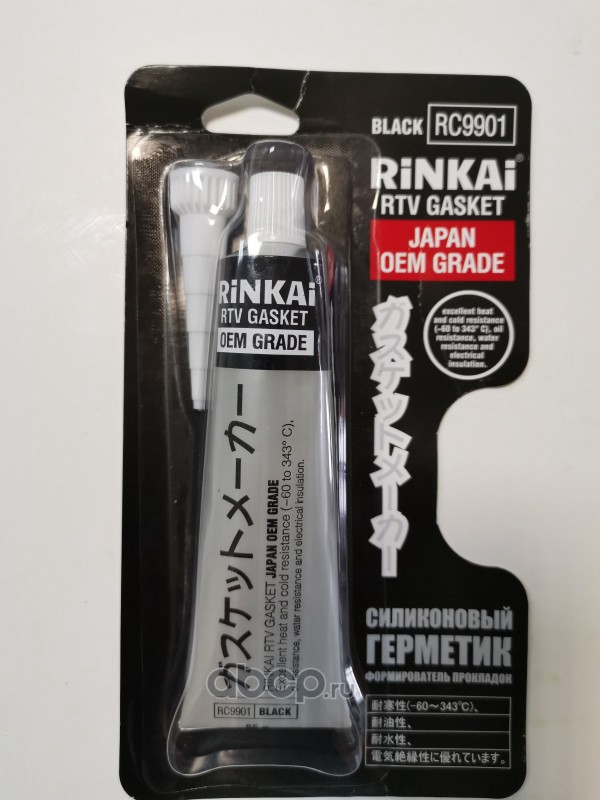 BLACK RC9901
RiNKAi®
RTV GASKET
JAPAN
OEM GRADE
excellent heat
and cold resistance
(-60 to 343° C), oil
resistance, water
resistance and
electrical
insulation.
ガスケットメーカー
СИЛИКОНОВЫЙ
ГЕРМЕТИК
ФОРМИРОВАТЕЛЬ ПРОКЛАДОК
耐寒性(-60～343℃)、
耐油性、
耐水性、
電気絶縁性に優れています。
RiNKAi®
RTV GASKET
OEM GRADE
ガスケットメーカー
RINKAI RTV GASKET JAPAN OEM GRADE
Excellent heat and cold resistance (-60 to 343° C),
resistance, water resistance and electrical insulation.
RC9901 BLACK
abcp.ru